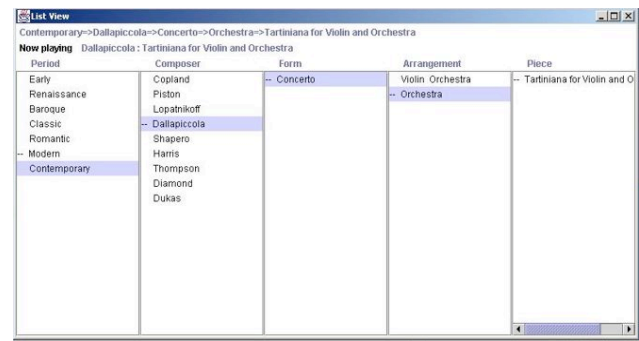 List View
Contemporary=>Dallapiccola=>Concerto=>Orchestra=>Tartiniana for Violin and Orchestra
Now playing Dallapiccola : Tartiniana for Violin and Orchestra
Period Composer Form Arrangement Piece
Early Copland -- Concerto Violin Orchestra -- Tartiniana for Violin and O
Renaissance Piston -- Orchestra
Baroque Lopatnikoff
Classic -- Dallapiccola
Romantic Shapero
-- Modern Harris
Contemporary Thompson
Diamond
Dukas